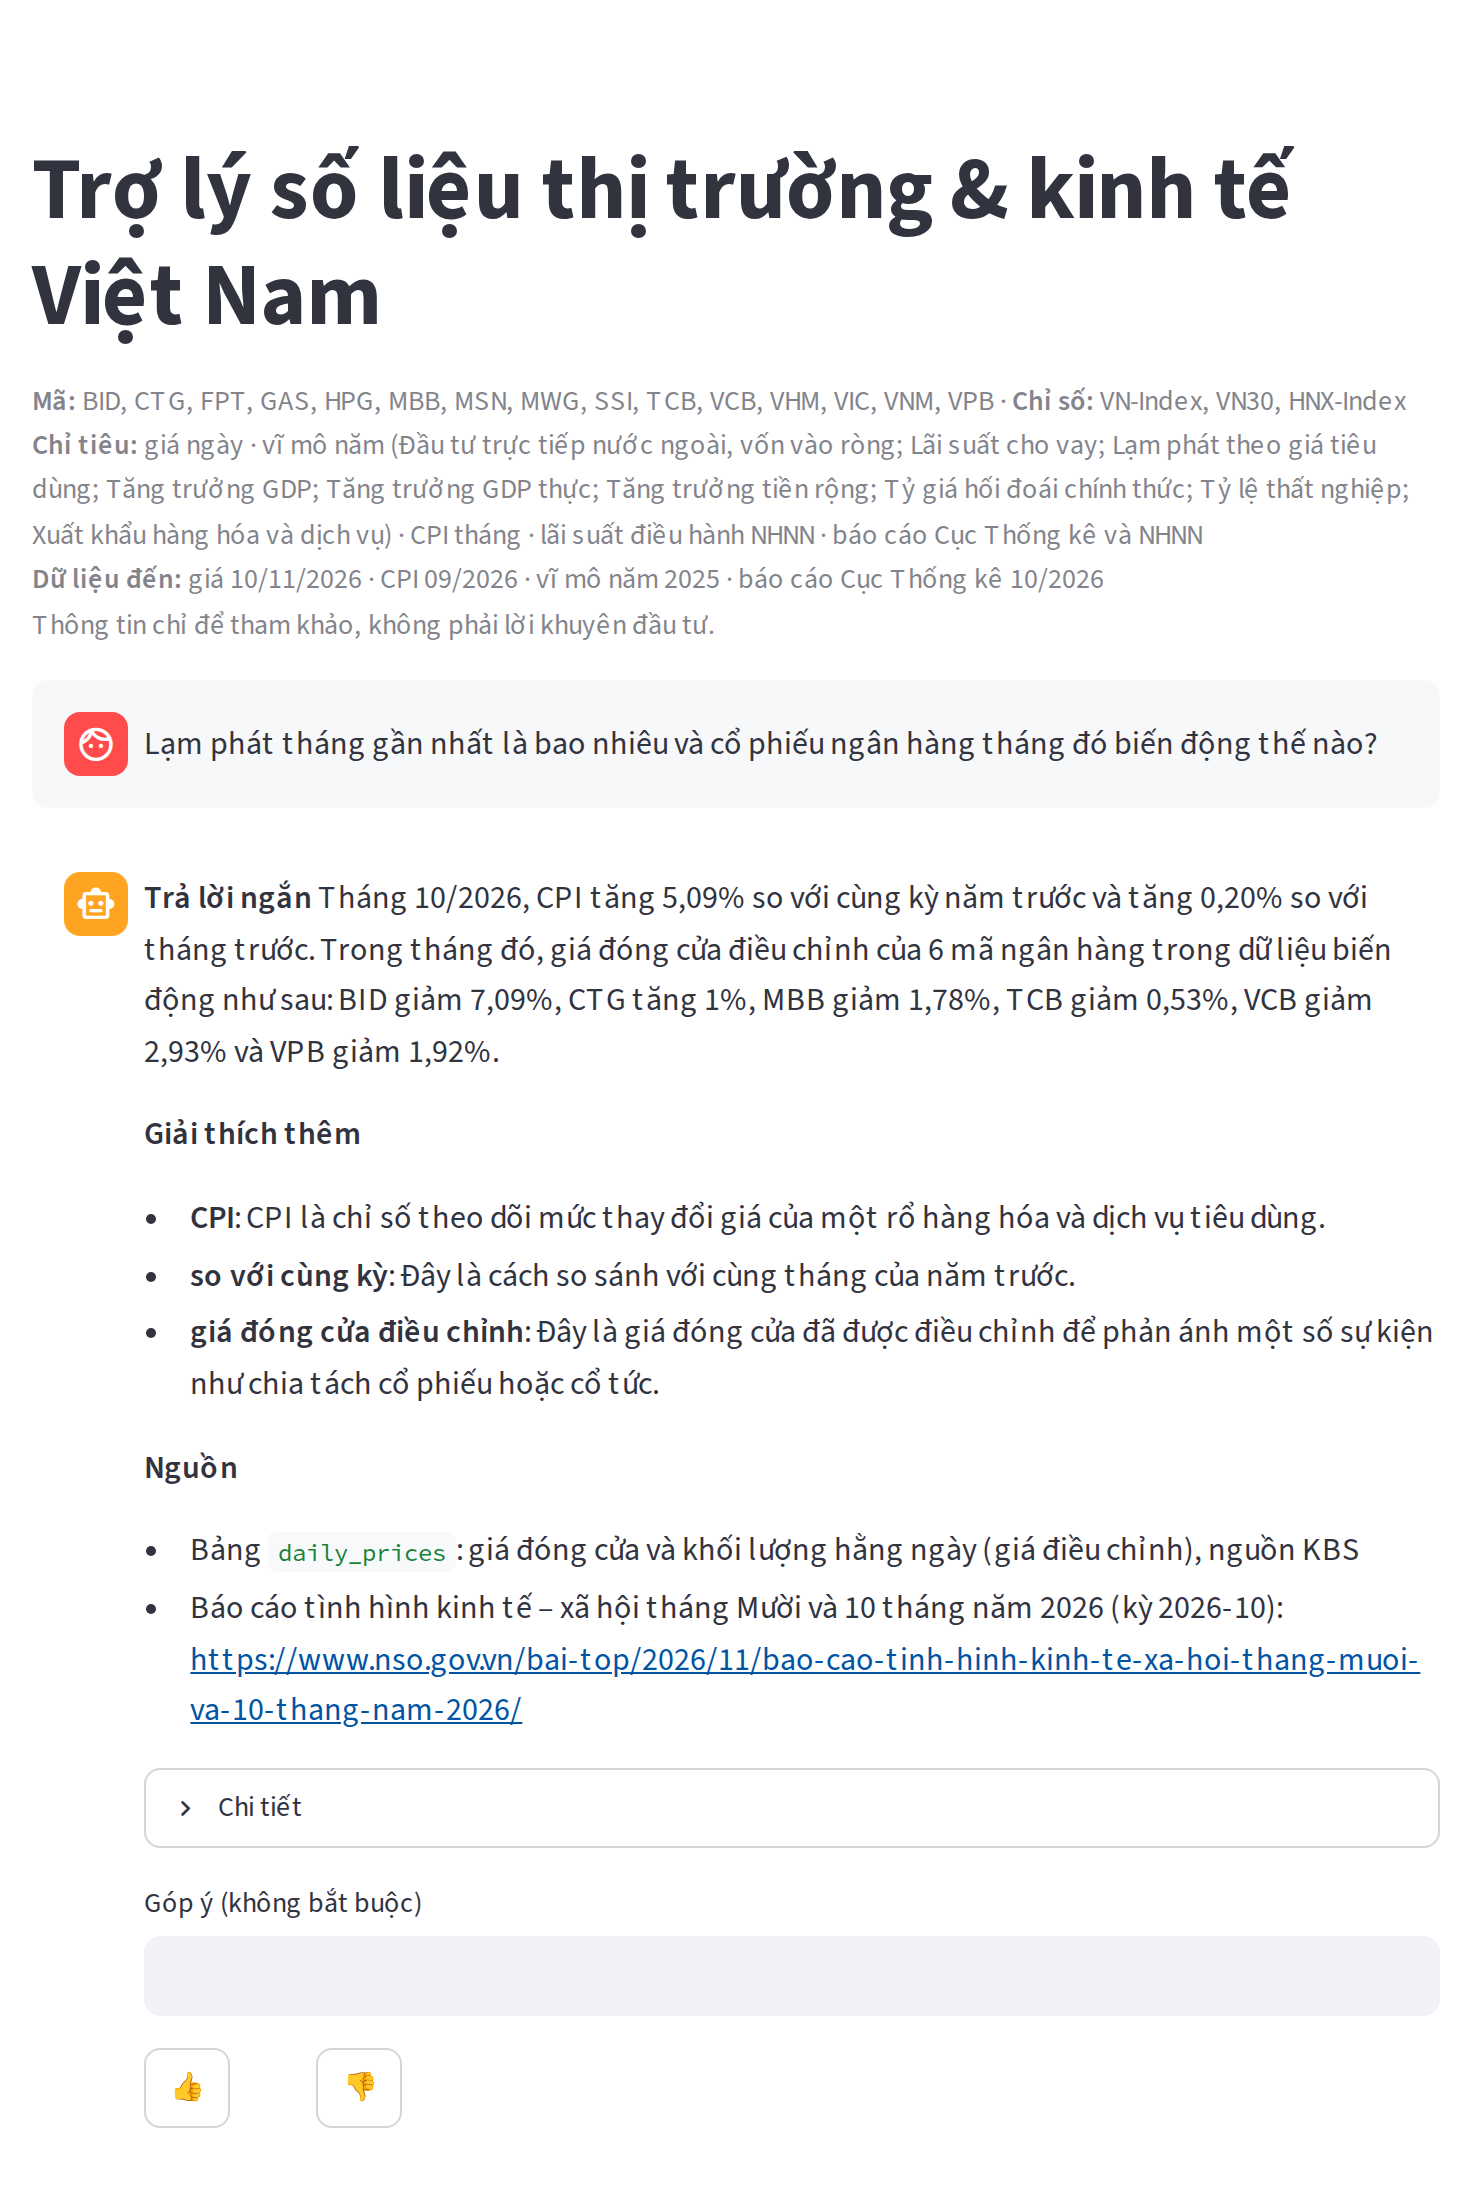 Trợ lý số liệu thị trường & kinh tế
Việt Nam
Mã: BID, CTG, FPT, GAS, HPG, MBB, MSN, MWG, SSI, TCB, VCB, VHM, VIC, VNM, VPB · Chỉ số: VN-Index, VN30, HNX-Index
Chỉ tiêu: giá ngày · vĩ mô năm (Đầu tư trực tiếp nước ngoài, vốn vào ròng; Lãi suất cho vay; Lạm phát theo giá tiêu
dùng; Tăng trưởng GDP; Tăng trưởng GDP thực; Tăng trưởng tiền rộng; Tỷ giá hối đoái chính thức; Tỷ lệ thất nghiệp;
Xuất khẩu hàng hóa và dịch vụ) · CPI tháng · lãi suất điều hành NHNN · báo cáo Cục Thống kê và NHNN
Dữ liệu đến: giá 10/11/2026 · CPI 09/2026 · vĩ mô năm 2025 · báo cáo Cục Thống kê 10/2026
Thông tin chỉ để tham khảo, không phải lời khuyên đầu tư.
Lạm phát tháng gần nhất là bao nhiêu và cổ phiếu ngân hàng tháng đó biến động thế nào?
Trả lời ngắn Tháng 10/2026, CPI tăng 5,09% so với cùng kỳ năm trước và tăng 0,20% so với
tháng trước. Trong tháng đó, giá đóng cửa điều chỉnh của 6 mã ngân hàng trong dữ liệu biến
động như sau: BID giảm 7,09%, CTG tăng 1%, MBB giảm 1,78%, TCB giảm 0,53%, VCB giảm
2,93% và VPB giảm 1,92%.
Giải thích thêm
• CPI: CPI là chỉ số theo dõi mức thay đổi giá của một rổ hàng hóa và dịch vụ tiêu dùng.
• so với cùng kỳ: Đây là cách so sánh với cùng tháng của năm trước.
• giá đóng cửa điều chỉnh: Đây là giá đóng cửa đã được điều chỉnh để phản ánh một số sự kiện
như chia tách cổ phiếu hoặc cổ tức.
Nguồn
• Bảng daily_prices : giá đóng cửa và khối lượng hằng ngày (giá điều chỉnh), nguồn KBS
• Báo cáo tình hình kinh tế – xã hội tháng Mười và 10 tháng năm 2026 (kỳ 2026-10):
https://www.nso.gov.vn/bai-top/2026/11/bao-cao-tinh-hinh-kinh-te-xa-hoi-thang-muoi-
va-10-thang-nam-2026/
Chi tiết
Góp ý (không bắt buộc)